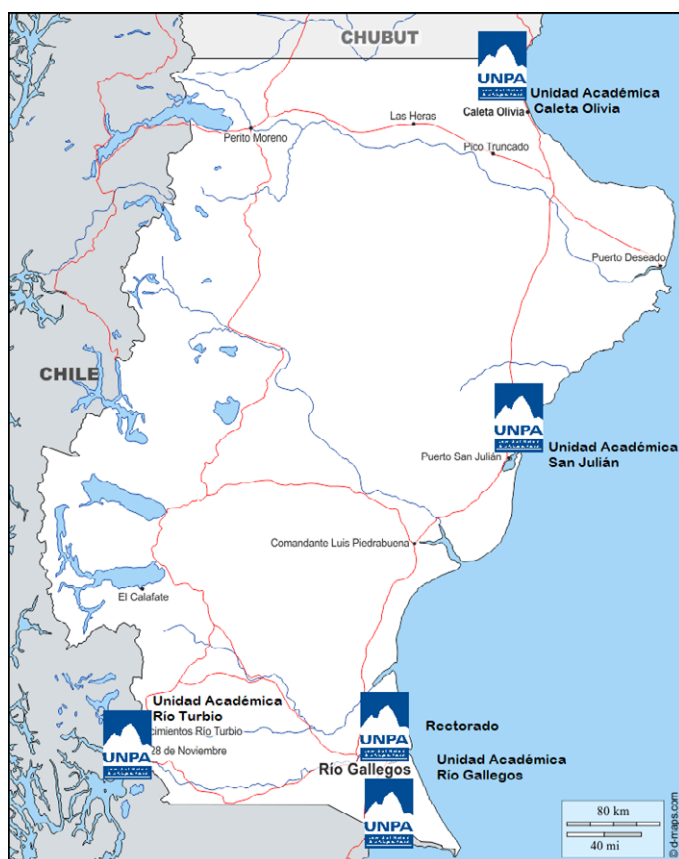 CHUBUT
UNPA
Unidad Académica
Caleta Olivia
Caleta Olivia
Las Heras
Perito Moreno
Pico Truncado
Puerto Deseado
CHILE
UNPA
Unidad Académica
San Julián
Puerto San Julián
Comandante Luis Piedrabuena
El Calafate
Unidad Académica
Río Turbio
UNPA
cimientos Río Turbio
28 de Noviembre
UNPA
Rectorado
Unidad Académica
Río Gallegos
Río Gallegos
UNPA
80 km
40 mi
© d-maps.com